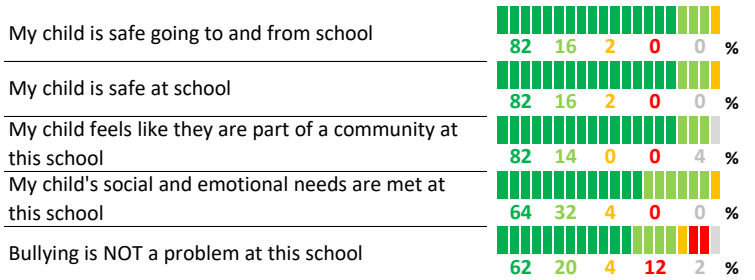 My child is safe going to and from school
82 16 2 0 0 %
My child is safe at school
82 16 2 0 0 %
My child feels like they are part of a community at
this school
82 14 0 0 4 %
My child's social and emotional needs are met at
this school
64 32 4 0 0 %
Bullying is NOT a problem at this school
62 20 4 12 2 %